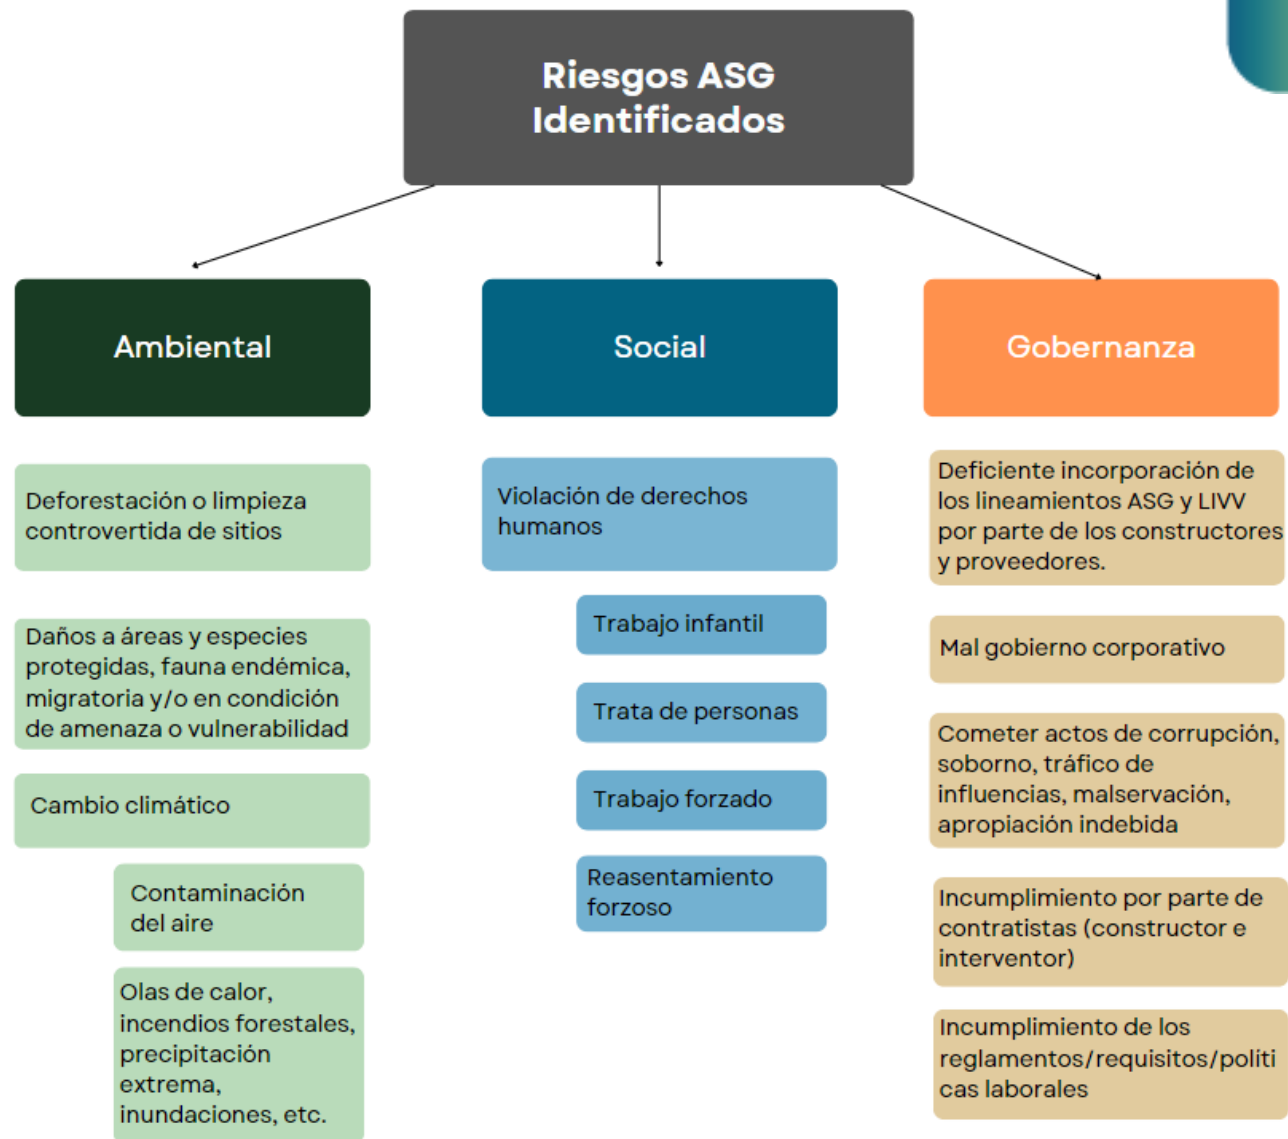 Riesgos ASG
Identificados
Ambiental
Deforestación o limpieza
controvertida de sitios
Daños a áreas y especies
protegidas, fauna endémica,
migratoria y/o en condición
de amenaza o vulnerabilidad
Cambio climático
Contaminación
del aire
Olas de calor,
incendios forestales,
precipitación
extrema,
inundaciones, etc.
Social
Violación de derechos
humanos
Trabajo infantil
Trata de personas
Trabajo forzado
Reasentamiento
forzoso
Gobernanza
Deficiente incorporación de
los lineamientos ASG y LIVV
por parte de los constructores
y proveedores.
Mal gobierno corporativo
Cometer actos de corrupción,
soborno, tráfico de
influencias, malservación,
apropiación indebida
Incumplimiento por parte de
contratistas (constructor e
interventor)
Incumplimiento de los
reglamentos/requisitos/políti
cas laborales